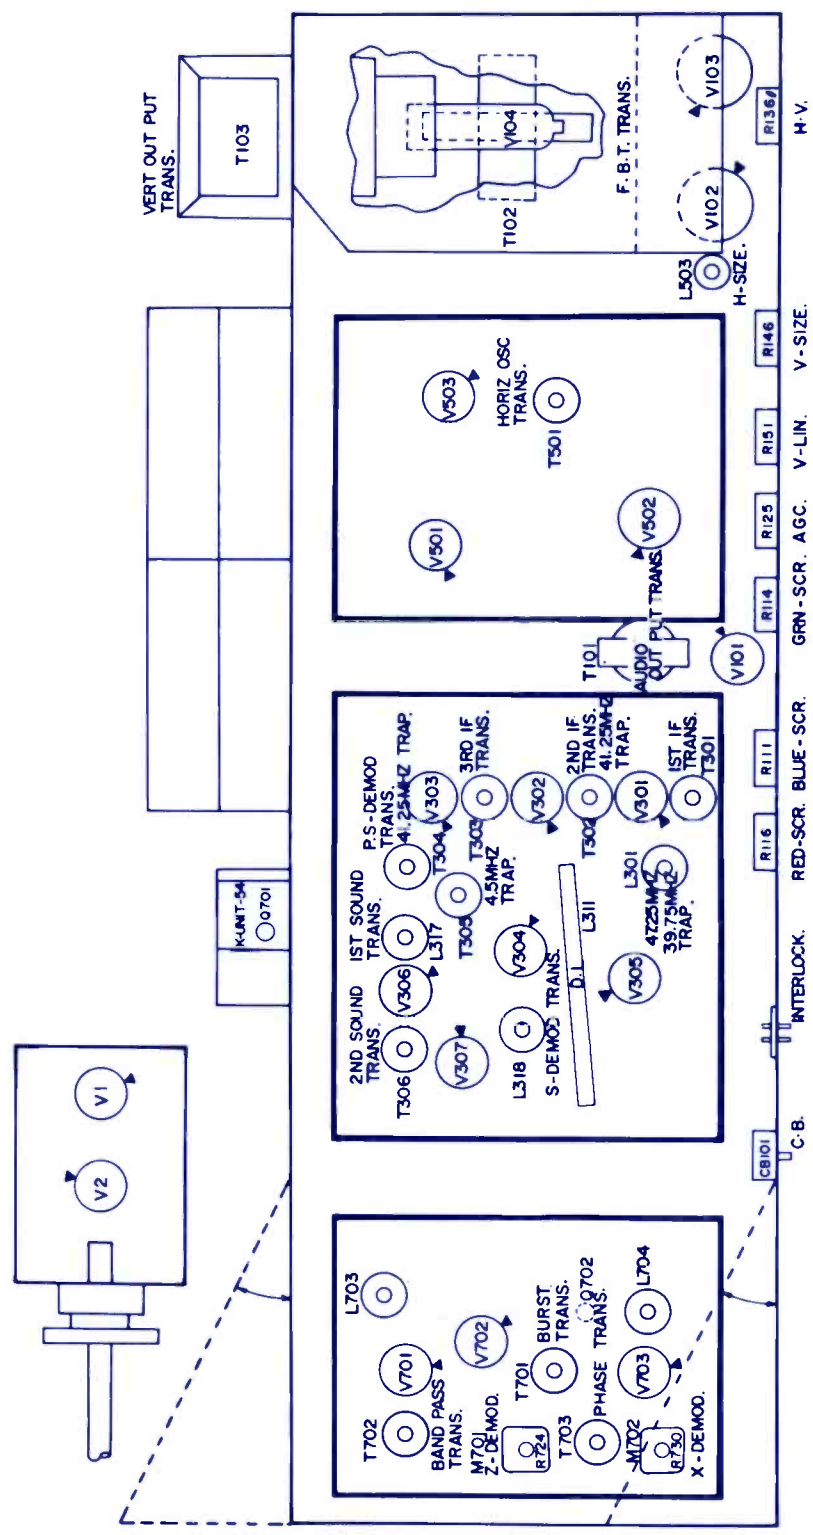 VERT OUT PUT
TRANS.
T103
V104
T102
F.B.T. TRANS.
V103
V102
R136
H.V.
L503
H-SIZE.
R146
V-SIZE.
R151
V-LIN.
R125
AGC.
R114
GRN-SCR.
V503
HORIZ OSC
TRANS.
T501
V501
V502
T101
AUDIO
OUT PUT TRANS.
V101
R111
BLUE-SCR.
R116
RED-SCR.
P.S-DEMOD
TRANS.
41.25MHZ TRAP.
V303
T304
3RD IF
TRANS.
T303
V302
2ND IF
TRANS.
41.25MHZ
TRAP.
T302
V301
1ST IF
TRANS.
T301
4.5MHZ
TRAP.
T305
L301
47.25MHZ
39.75MHZ
TRAP.
1ST SOUND
TRANS.
L317
V306
V304
L311
D.L
V305
2ND SOUND
TRANS.
T306
V307
L318
S-DEMOD TRANS.
K-UNIT-54
Q701
INTERLOCK.
CB101
C.B.
V1
V2
L703
V701
V702
BURST
TRANS.
T701
Q702
L704
T702
BAND PASS
TRANS.
M701
Z-DEMOD.
R724
T703
PHASE TRANS.
V703
M702
R730
X-DEMOD.